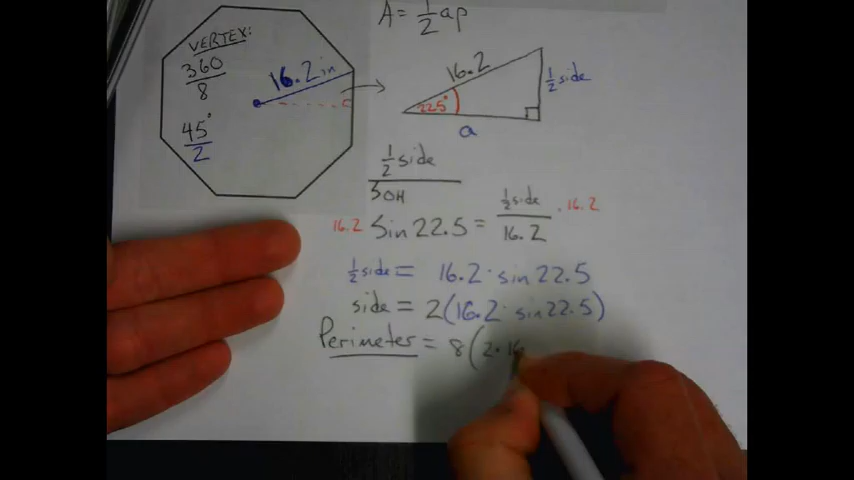 A = 1/2 ap
VERTEX:
360/8
45°/2
16.2 in
16.2
1/2 side
22.5°
a
1/2 side
SOH
16.2 Sin 22.5 = 1/2 side / 16.2 · 16.2
1/2 side = 16.2 · sin 22.5
side = 2(16.2 · sin 22.5)
Perimeter = 8(2·16